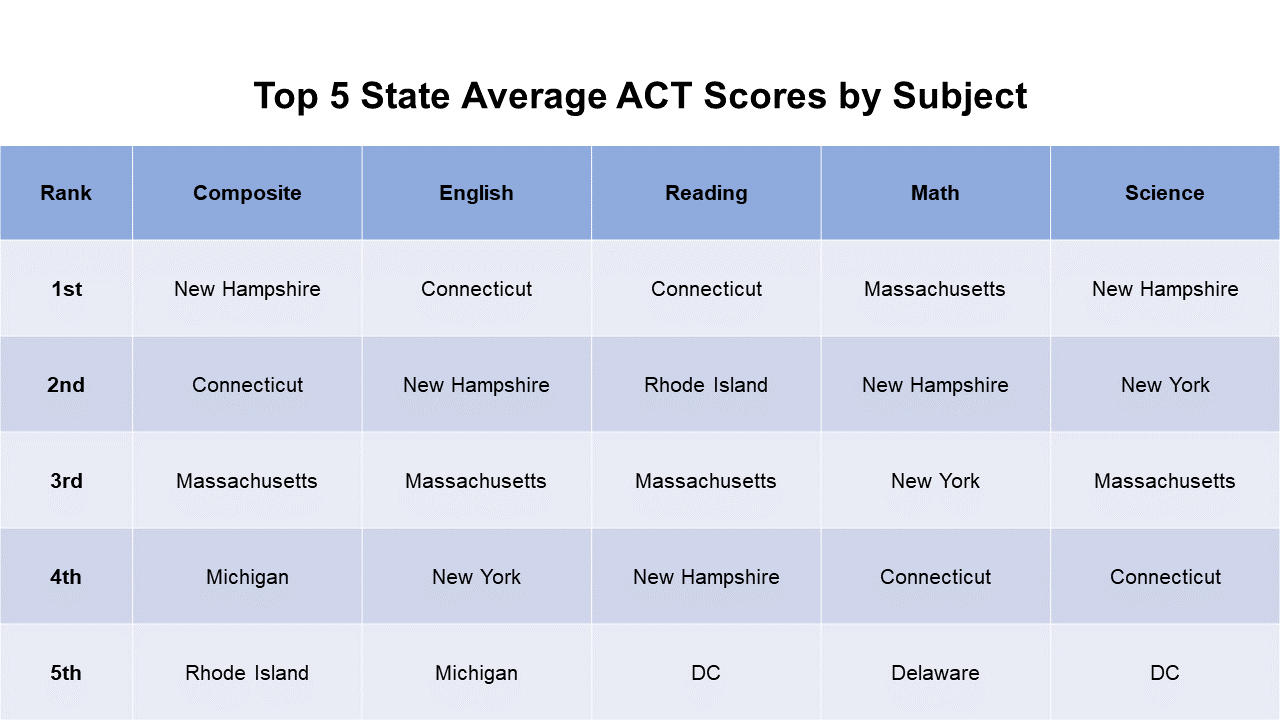 Top 5 State Average ACT Scores by Subject
Rank Composite English Reading Math Science
1st New Hampshire Connecticut Connecticut Massachusetts New Hampshire
2nd Connecticut New Hampshire Rhode Island New Hampshire New York
3rd Massachusetts Massachusetts Massachusetts New York Massachusetts
4th Michigan New York New Hampshire Connecticut Connecticut
5th Rhode Island Michigan DC Delaware DC